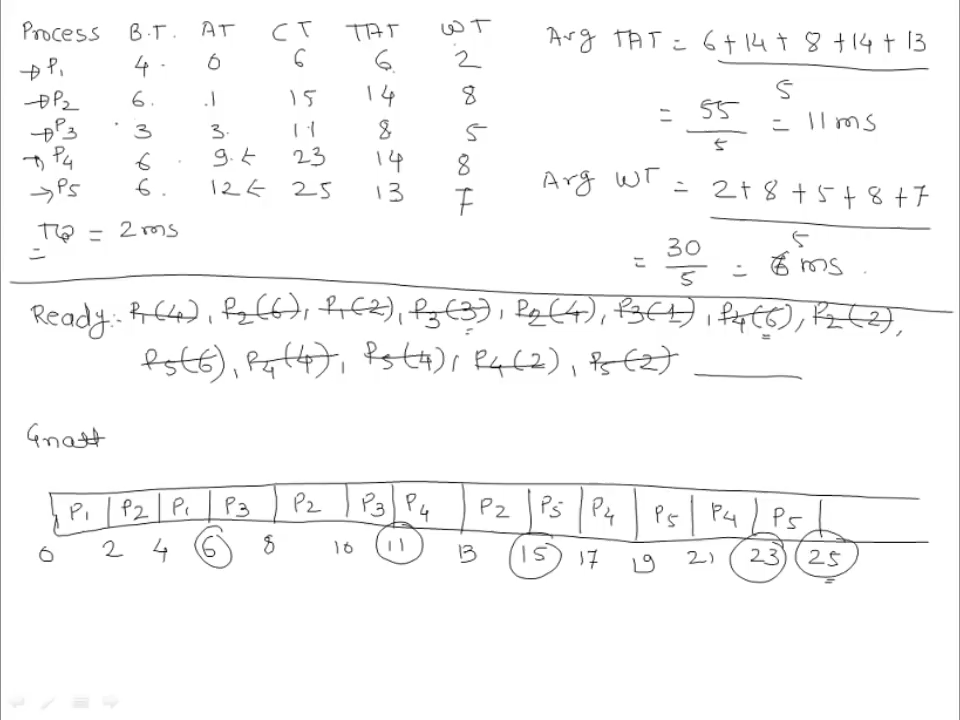 Process B.T. AT CT TAT WT
→P1 4 0 6 6 2
→P2 6 1 15 14 8
→P3 3 3 11 8 5
→P4 6 9← 23 14 8
→P5 6 12← 25 13 7
TQ = 2ms
Avg TAT = 6+14+8+14+13
5
= 55/5 = 11ms
Avg WT = 2+8+5+8+7
5
= 30/5 = 6ms.
Ready:- P1(4), P2(6), P1(2), P3(3), P2(4), P3(1), P4(6), P2(2),
P5(6), P4(4), P5(4), P4(2), P5(2)
Gnatt
P1 P2 P1 P3 P2 P3 P4 P2 P5 P4 P5 P4 P5
0 2 4 6 8 10 11 13 15 17 19 21 23 25